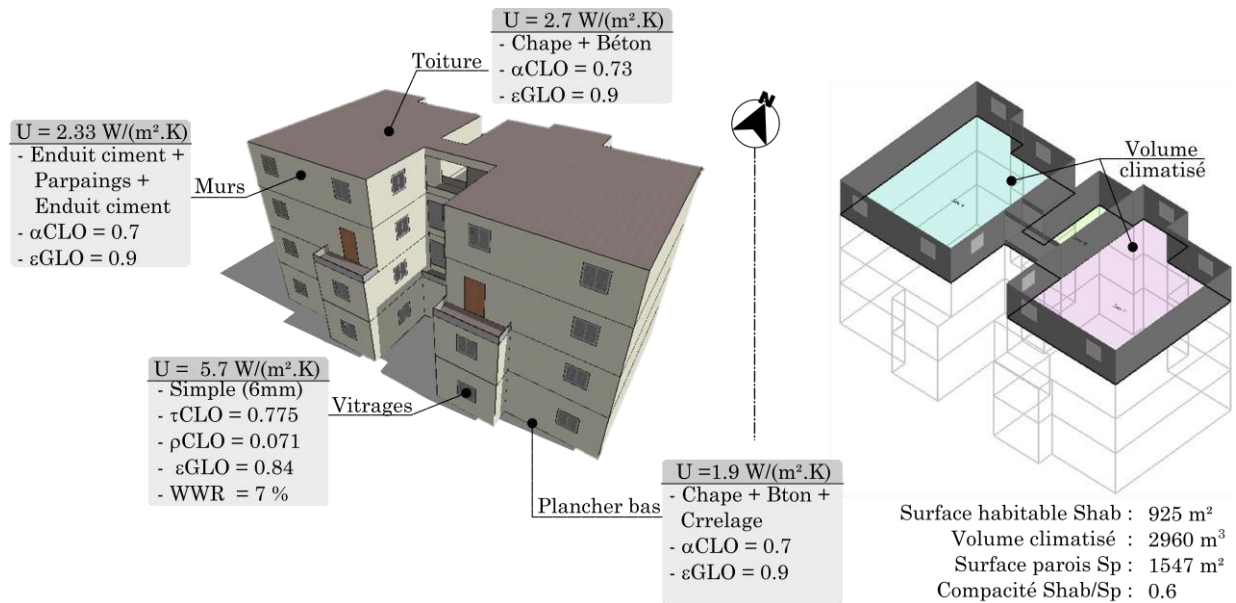 U = 2.7 W/(m².K)
- Chape + Béton
- αCLO = 0.73
- εGLO = 0.9
Toiture
U = 2.33 W/(m².K)
- Enduit ciment +
Parpaings +
Enduit ciment
- αCLO = 0.7
- εGLO = 0.9
Murs
N
Volume
climatisé
U = 5.7 W/(m².K)
- Simple (6mm)
- τCLO = 0.775
- ρCLO = 0.071
- εGLO = 0.84
- WWR = 7 %
Vitrages
Plancher bas
U =1.9 W/(m².K)
- Chape + Bton +
Crrelage
- αCLO = 0.7
- εGLO = 0.9
Surface habitable Shab : 925 m²
Volume climatisé : 2960 m³
Surface parois Sp : 1547 m²
Compacité Shab/Sp : 0.6